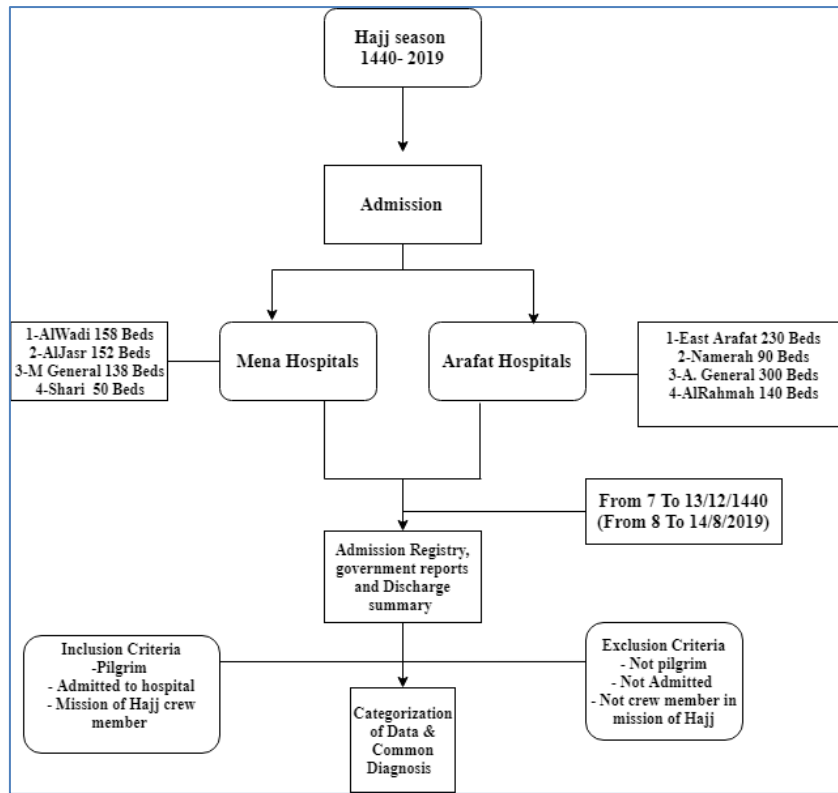 Hajj season
1440- 2019
Admission
1-AlWadi 158 Beds
2-AlJasr 152 Beds
3-M General 138 Beds
4-Shari 50 Beds
Mena Hospitals
Arafat Hospitals
1-East Arafat 230 Beds
2-Namerah 90 Beds
3-A. General 300 Beds
4-AlRahmah 140 Beds
From 7 To 13/12/1440
(From 8 To 14/8/2019)
Admission Registry,
government reports
and Discharge
summary
Inclusion Criteria
-Pilgrim
- Admitted to hospital
- Mission of Hajj crew
member
Exclusion Criteria
- Not pilgrim
- Not Admitted
- Not crew member in
mission of Hajj
Categorization
of Data &
Common
Diagnosis